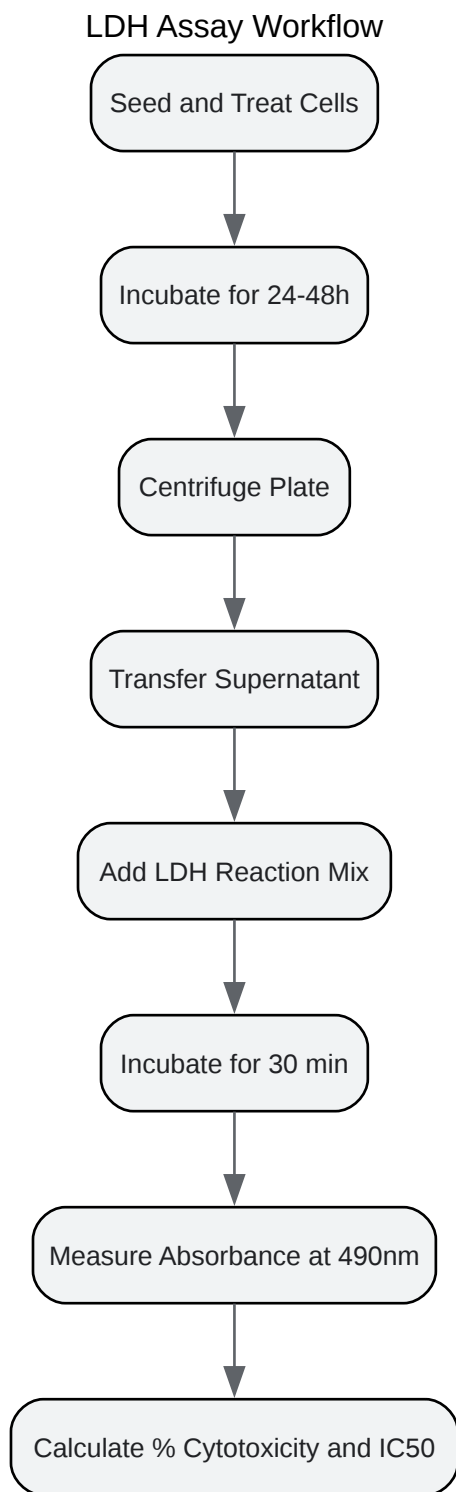 LDH Assay Workflow
Seed and Treat Cells
Incubate for 24-48h
Centrifuge Plate
Transfer Supernatant
Add LDH Reaction Mix
Incubate for 30 min
Measure Absorbance at 490nm
Calculate % Cytotoxicity and IC50